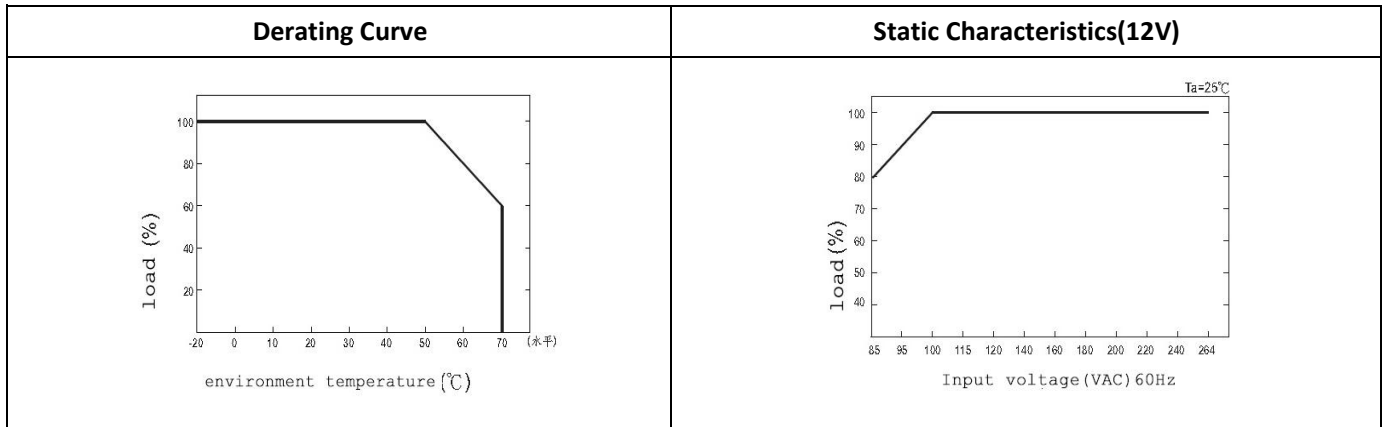 Derating Curve
Static Characteristics(12V)
100
80
60
40
20
load (%)
-20 0 10 20 30 40 50 60 70 (水平)
environment temperature(℃)
Ta=25℃
100
90
80
70
60
50
40
load(%)
85 95 100 115 120 140 160 180 200 220 240 264
Input voltage(VAC)60Hz